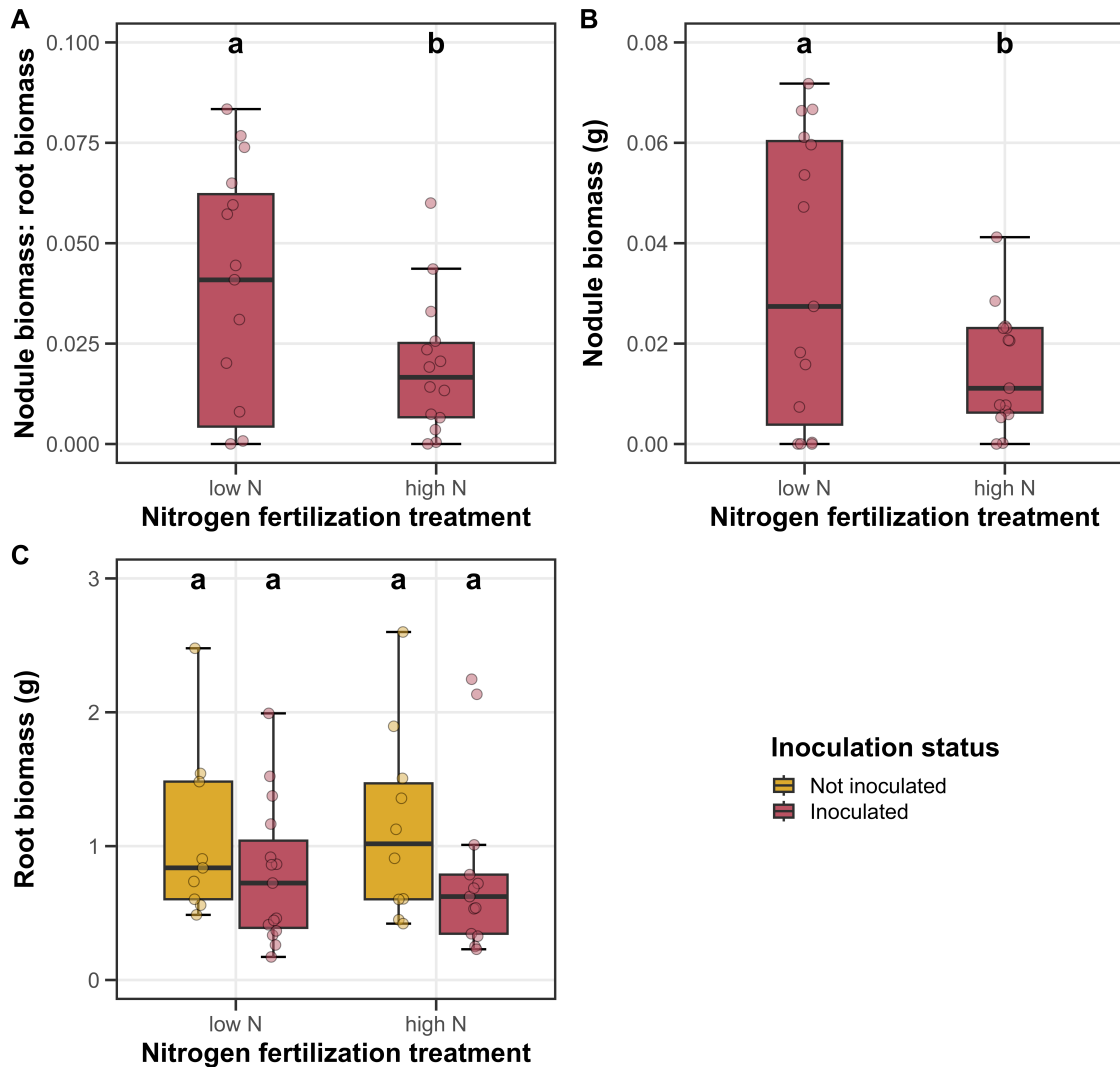 A
Nodule biomass: root biomass
0.100
0.075
0.050
0.025
0.000
a
b
low N
high N
Nitrogen fertilization treatment
B
Nodule biomass (g)
0.08
0.06
0.04
0.02
0.00
a
b
low N
high N
Nitrogen fertilization treatment
C
Root biomass (g)
3
2
1
0
a a a a
low N
high N
Nitrogen fertilization treatment
Inoculation status
Not inoculated
Inoculated